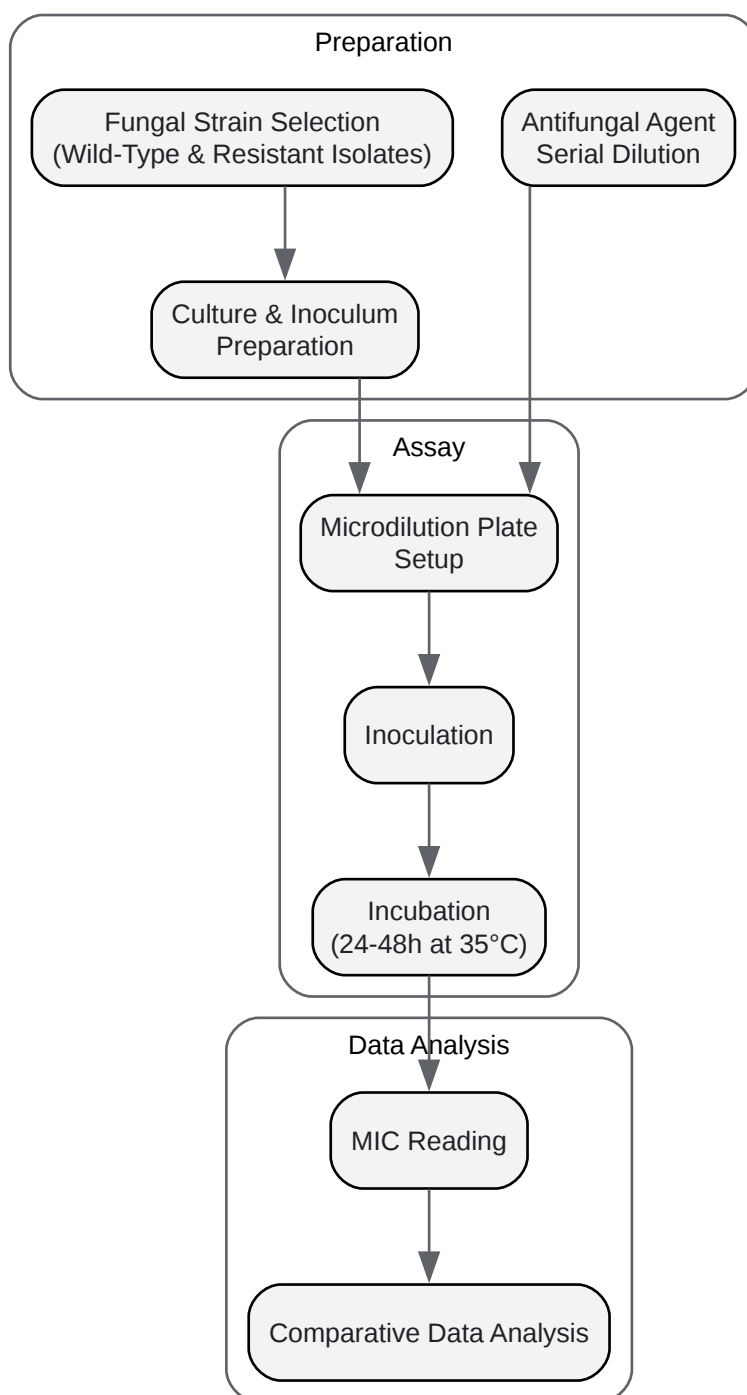 Preparation
Fungal Strain Selection
(Wild-Type & Resistant Isolates)
Antifungal Agent
Serial Dilution
Culture & Inoculum
Preparation
Assay
Microdilution Plate
Setup
Inoculation
Incubation
(24-48h at 35°C)
Data Analysis
MIC Reading
Comparative Data Analysis